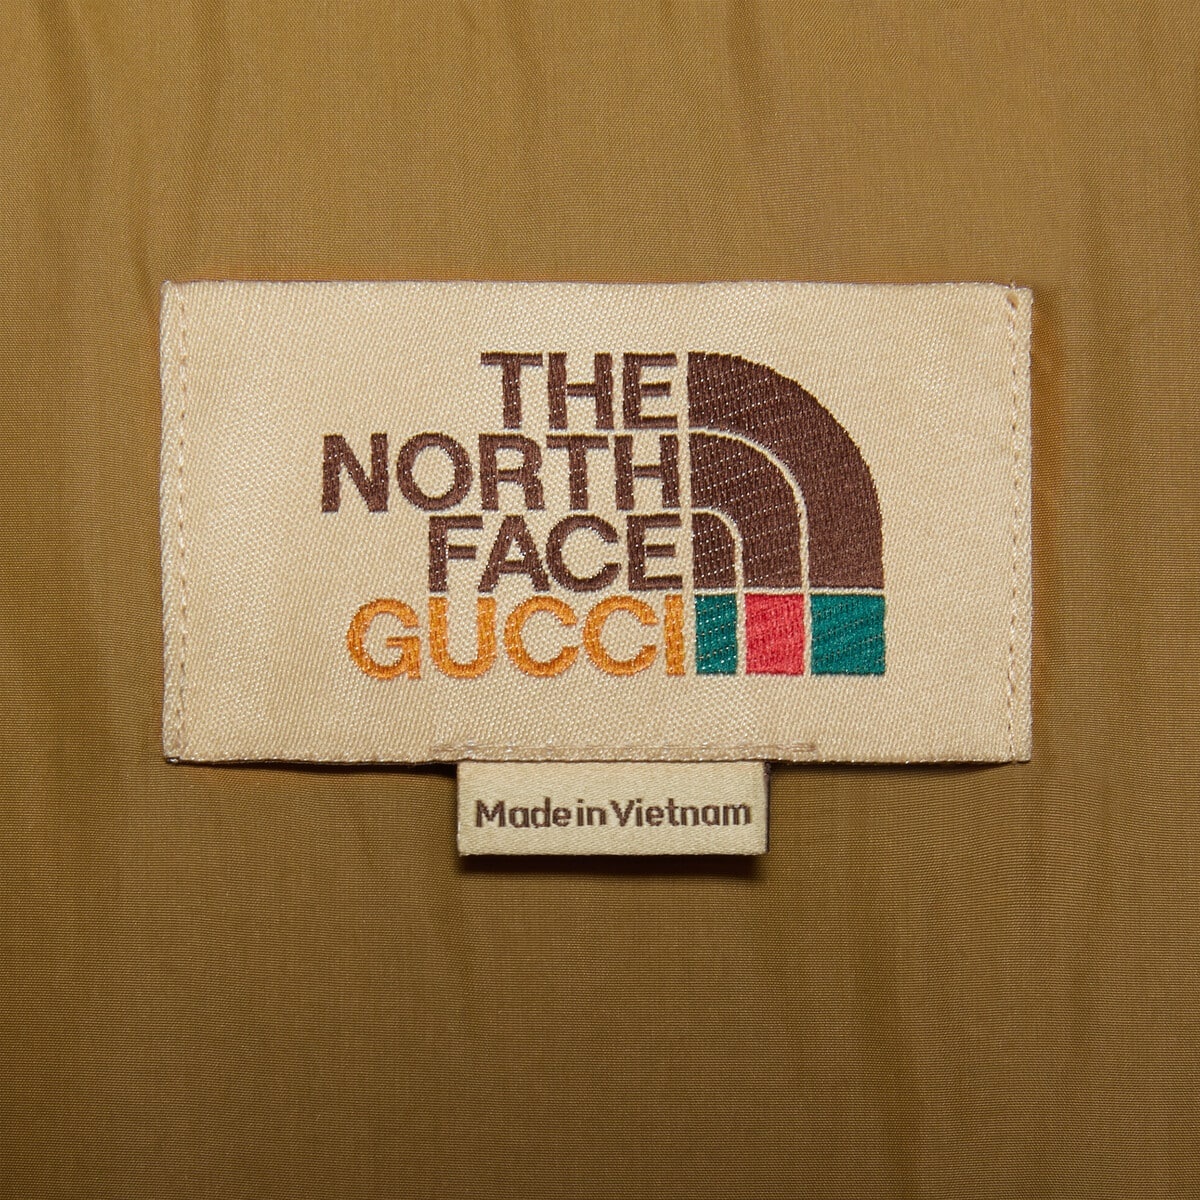 THE
NORTH
FACE
GUCCI
Made in Vietnam